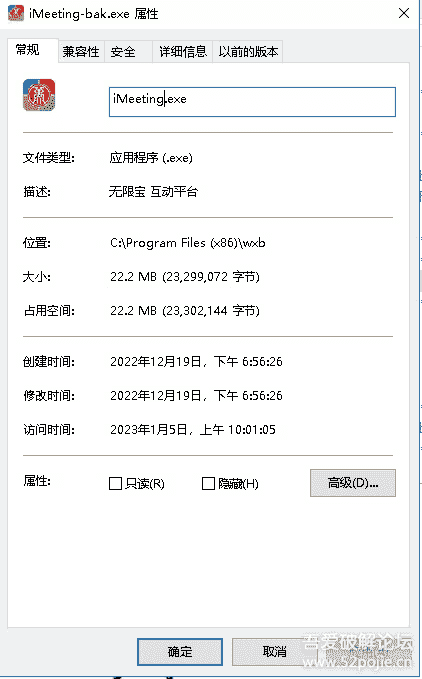 iMeeting-bak.exe 属性
常规 兼容性 安全 详细信息 以前的版本
iMeeting.exe
文件类型: 应用程序 (.exe)
描述: 无限宝 互动平台
位置: C:\Program Files (x86)\wxb
大小: 22.2 MB (23,299,072 字节)
占用空间: 22.2 MB (23,302,144 字节)
创建时间: 2022年12月19日，下午 6:56:26
修改时间: 2022年12月19日，下午 6:56:26
访问时间: 2023年1月5日，上午 10:01:05
属性: 只读(R) 隐藏(H) 高级(D)...
确定 取消
吾爱破解论坛
www.52pojie.cn